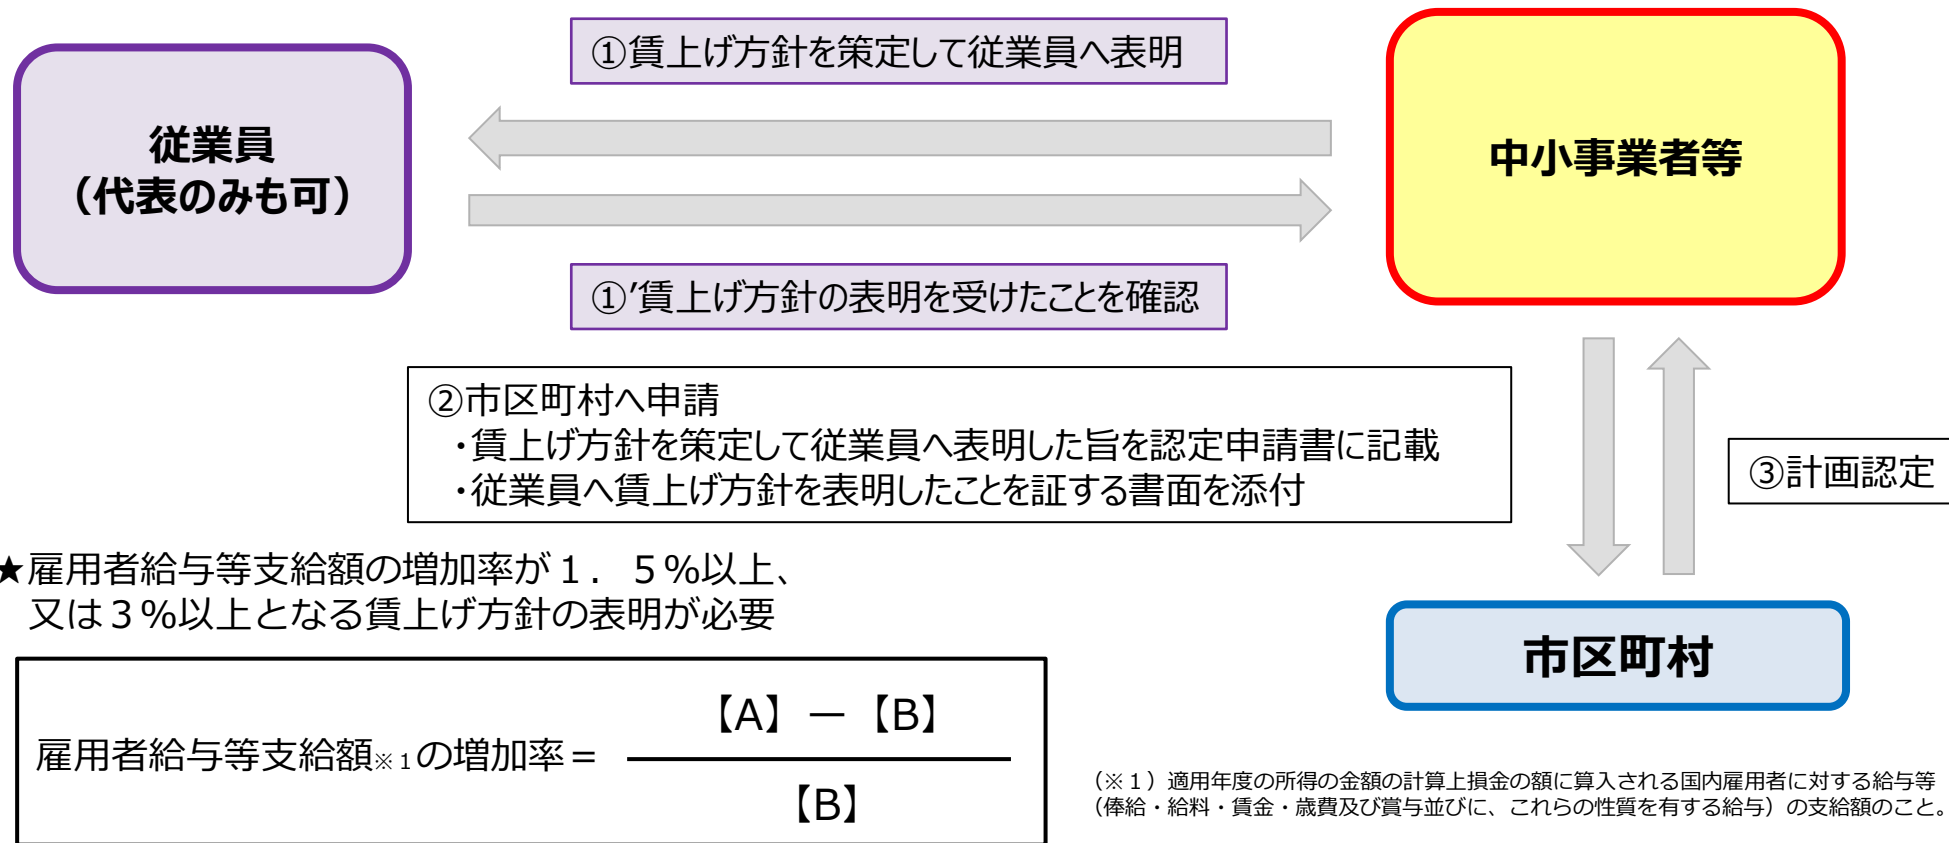 ①賃上げ方針を策定して従業員へ表明
従業員
（代表のみも可）
中小事業者等
①’賃上げ方針の表明を受けたことを確認
②市区町村へ申請
・賃上げ方針を策定して従業員へ表明した旨を認定申請書に記載
・従業員へ賃上げ方針を表明したことを証する書面を添付
③計画認定
★雇用者給与等支給額の増加率が１．５％以上、
又は３％以上となる賃上げ方針の表明が必要
市区町村
雇用者給与等支給額※１の増加率＝
【A】－【B】
【B】
（※１）適用年度の所得の金額の計算上損金の額に算入される国内雇用者に対する給与等
（俸給・給料・賃金・歳費及び賞与並びに、これらの性質を有する給与）の支給額のこと。